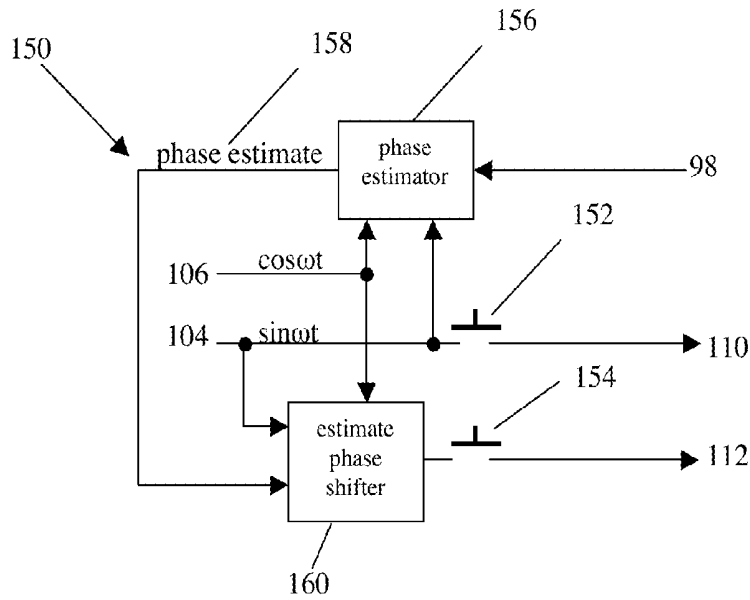 150
158
156
phase estimate
phase
estimator
98
152
106
cosωt
104
sinωt
110
154
estimate
phase
shifter
112
160